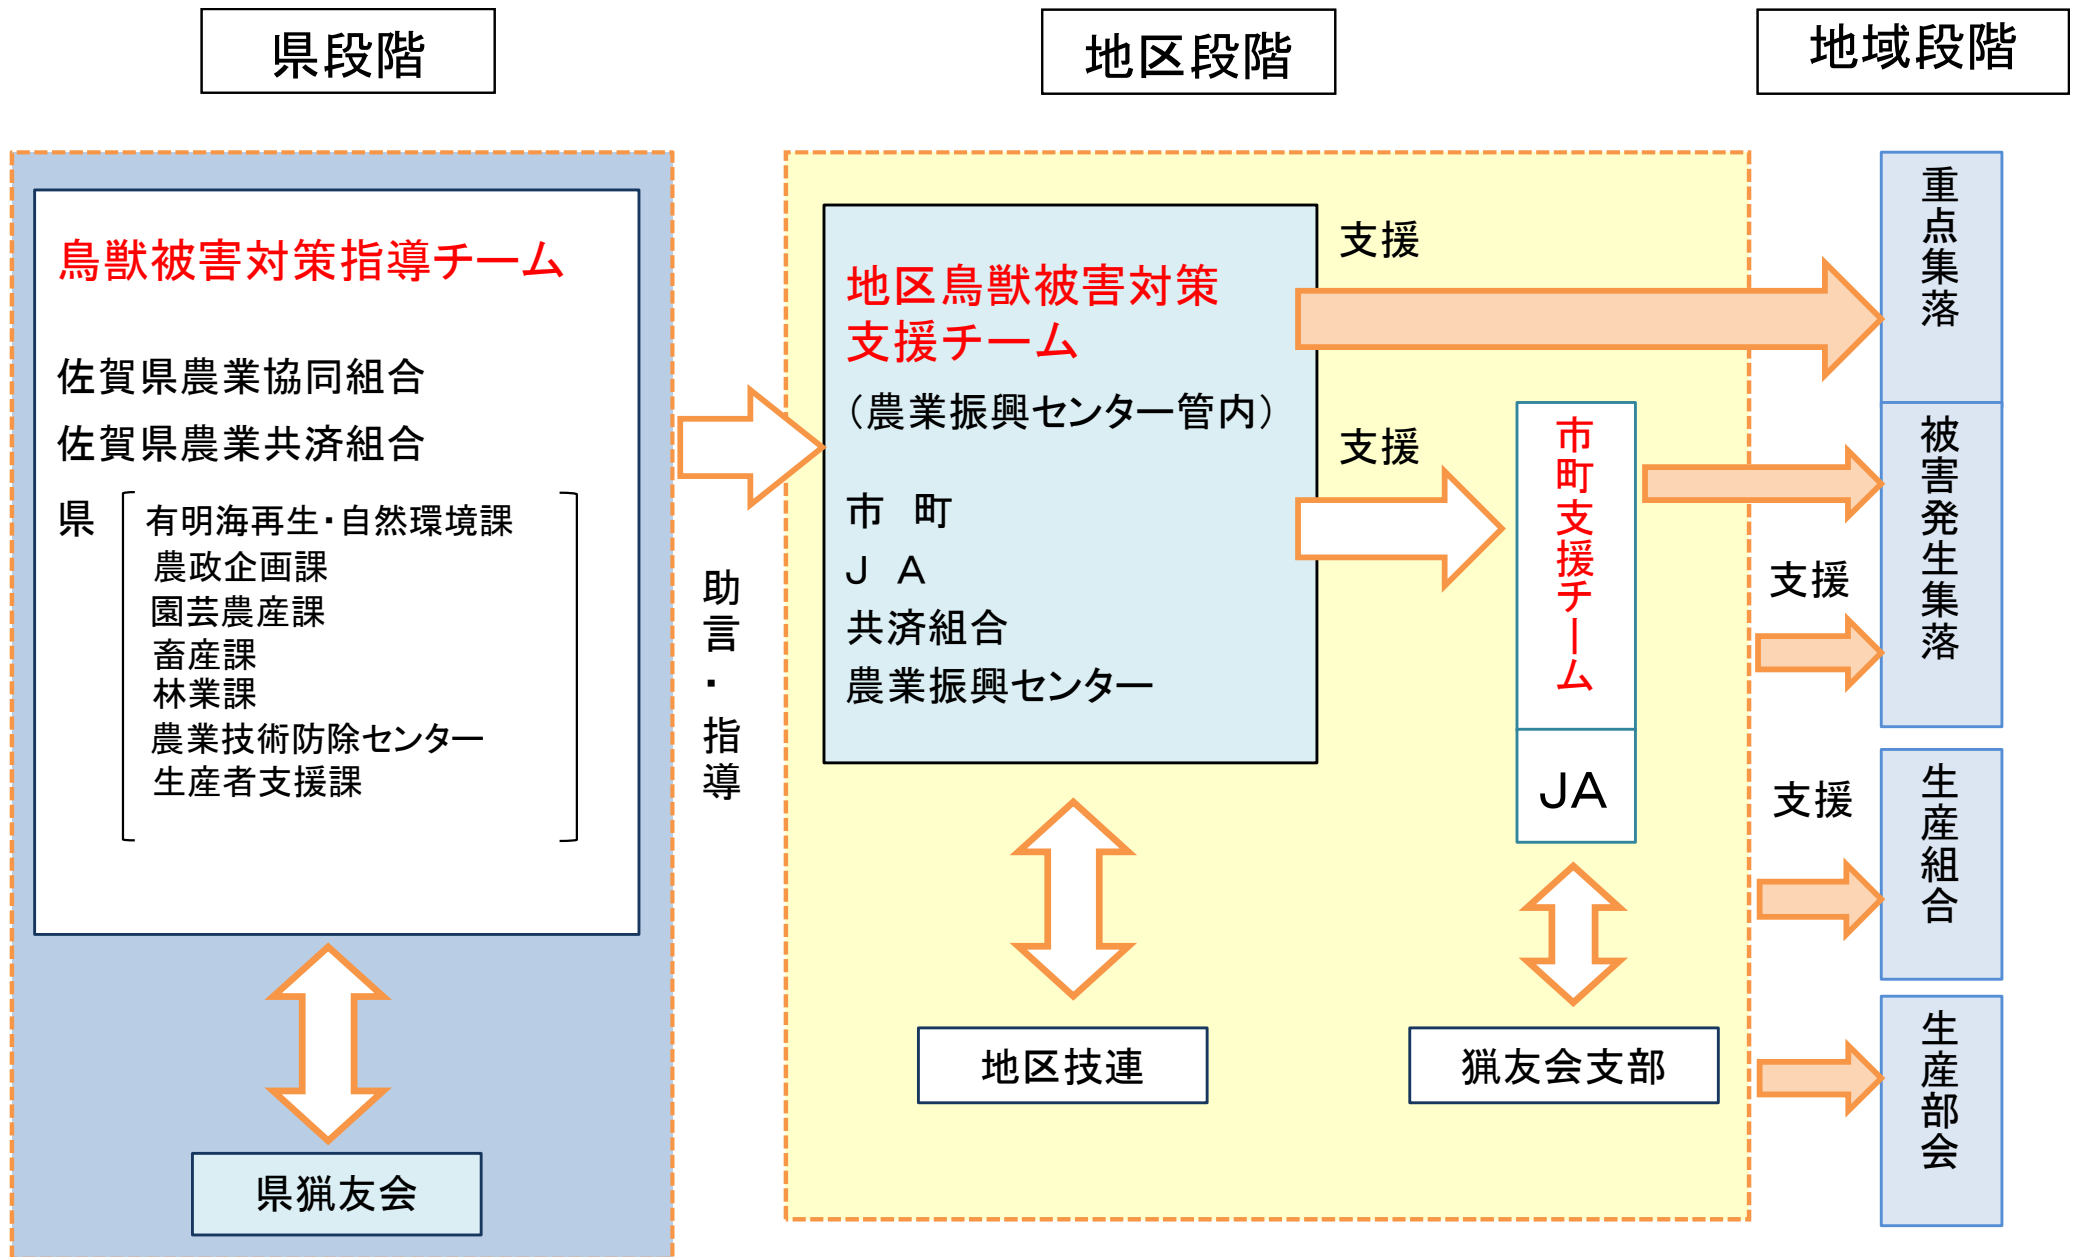 県段階
地区段階
地域段階
鳥獣被害対策指導チーム
佐賀県農業協同組合
佐賀県農業共済組合
県
有明海再生・自然環境課
農政企画課
園芸農産課
畜産課
林業課
農業技術防除センター
生産者支援課
県猟友会
助言・指導
地区鳥獣被害対策
支援チーム
（農業振興センター管内）
市　町
Ｊ　Ａ
共済組合
農業振興センター
地区技連
支援
支援
市町支援チーム
JA
猟友会支部
支援
支援
重点集落
被害発生集落
生産組合
生産部会